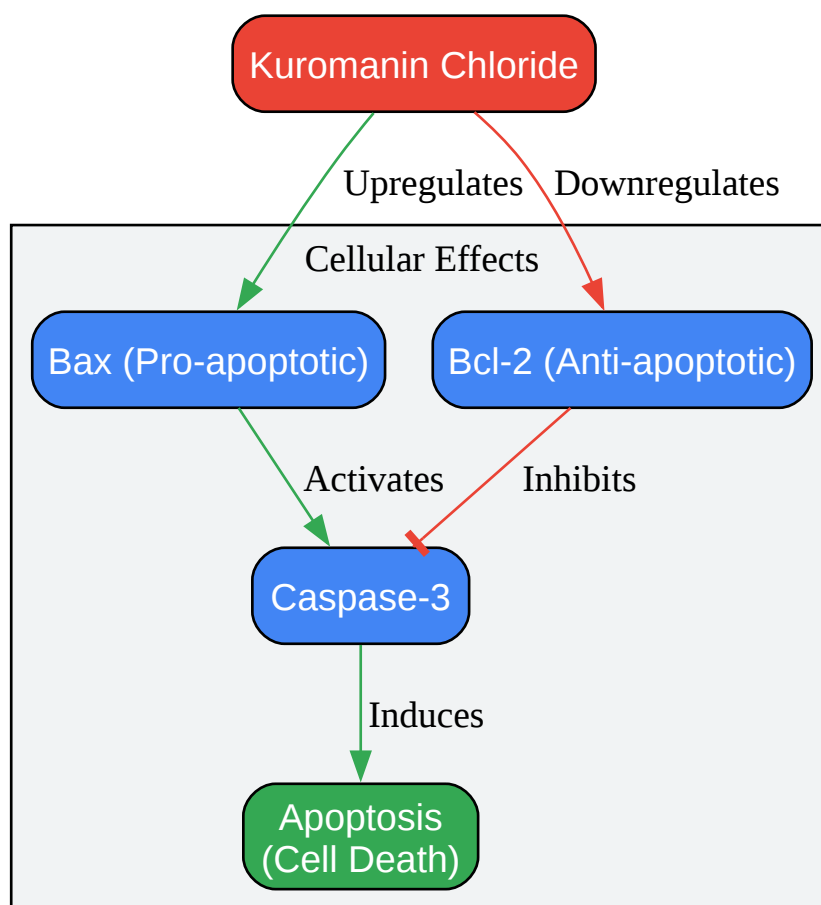 Kuromanin Chloride
Upregulates
Downregulates
Cellular Effects
Bax (Pro-apoptotic)
Bcl-2 (Anti-apoptotic)
Activates
Inhibits
Caspase-3
Induces
Apoptosis
(Cell Death)